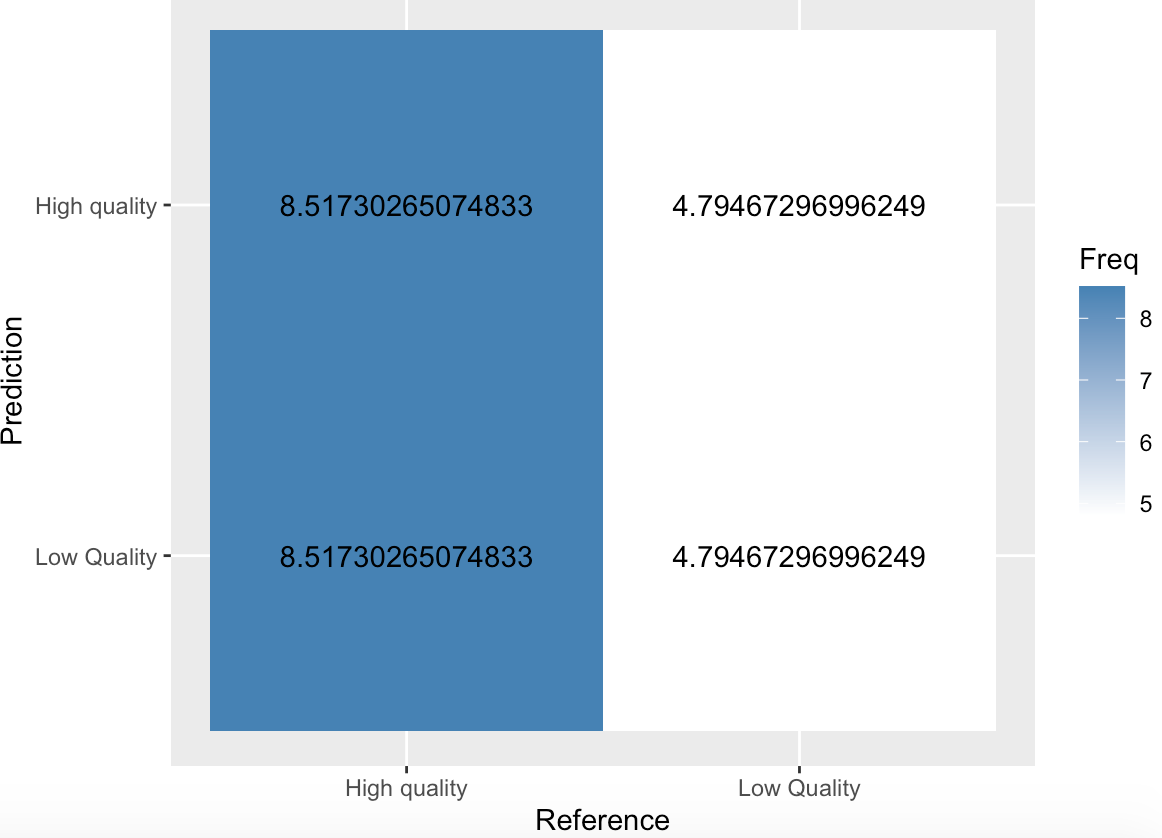 High quality
8.51730265074833
4.79467296996249
Low Quality
8.51730265074833
4.79467296996249
Prediction
High quality
Low Quality
Reference
Freq
8
7
6
5